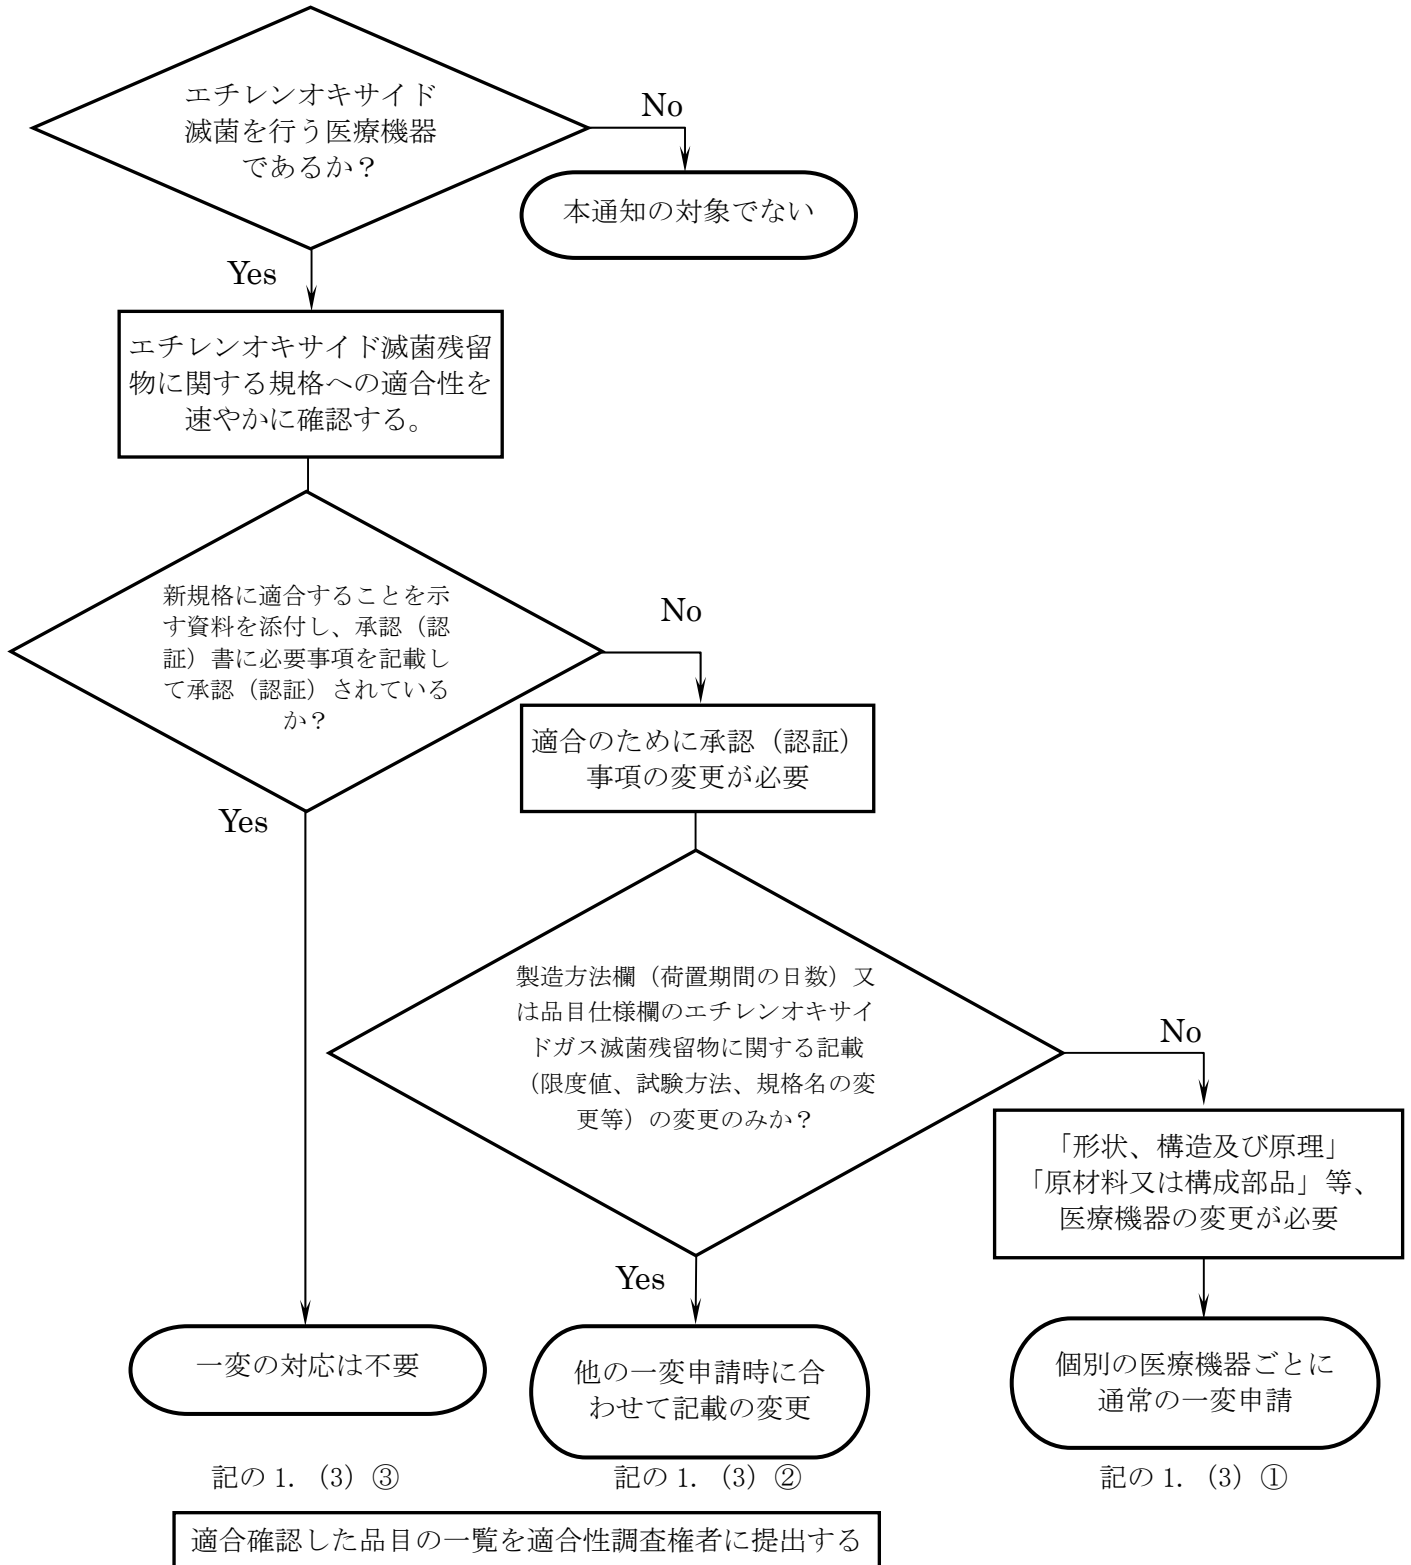 エチレンオキサイド
滅菌を行う医療機器
であるか？
No
本通知の対象でない
Yes
エチレンオキサイド滅菌残留
物に関する規格への適合性を
速やかに確認する。
新規格に適合することを示
す資料を添付し、承認（認
証）書に必要事項を記載し
て承認（認証）されている
か？
No
適合のために承認（認証）
事項の変更が必要
Yes
製造方法欄（荷置期間の日数）又
は品目仕様欄のエチレンオキサイ
ドガス滅菌残留物に関する記載
（限度値、試験方法、規格名の変
更等）の変更のみか？
No
「形状、構造及び原理」
「原材料又は構成部品」等、
医療機器の変更が必要
Yes
一変の対応は不要
他の一変申請時に合
わせて記載の変更
個別の医療機器ごとに
通常の一変申請
記の 1. （3）③
記の 1. （3）②
記の 1. （3）①
適合確認した品目の一覧を適合性調査権者に提出する